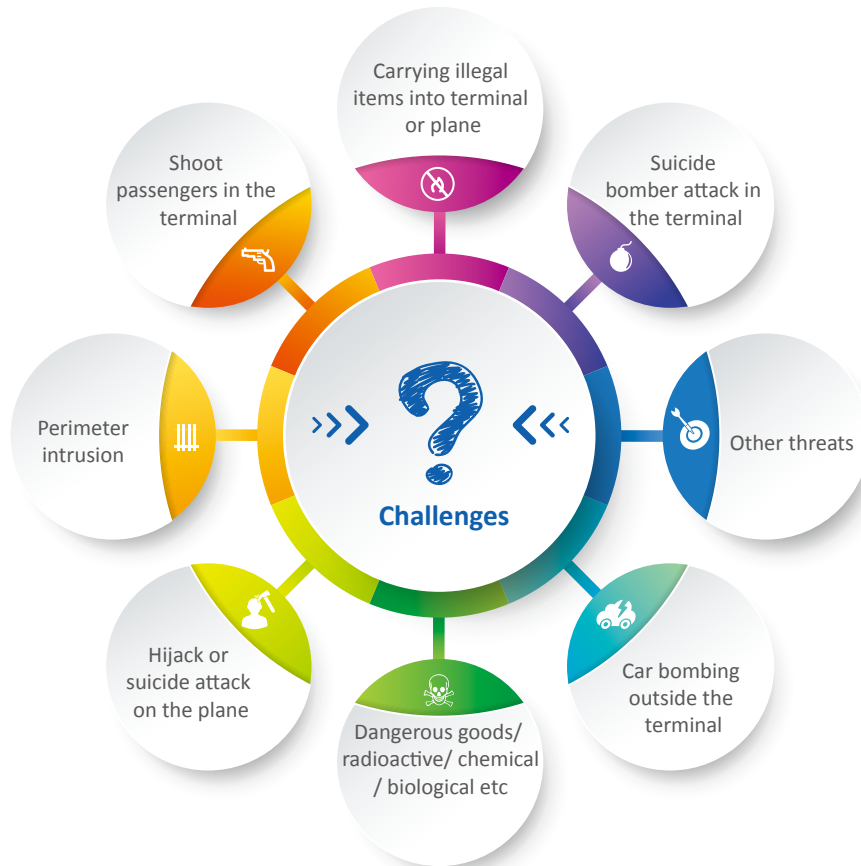 Carrying illegal
items into terminal
or plane
Suicide
bomber attack in
the terminal
Other threats
Car bombing
outside the
terminal
Dangerous goods/
radioactive/ chemical
/ biological etc
Hijack or
suicide attack
on the plane
Perimeter
intrusion
Shoot
passengers in the
terminal
?
Challenges